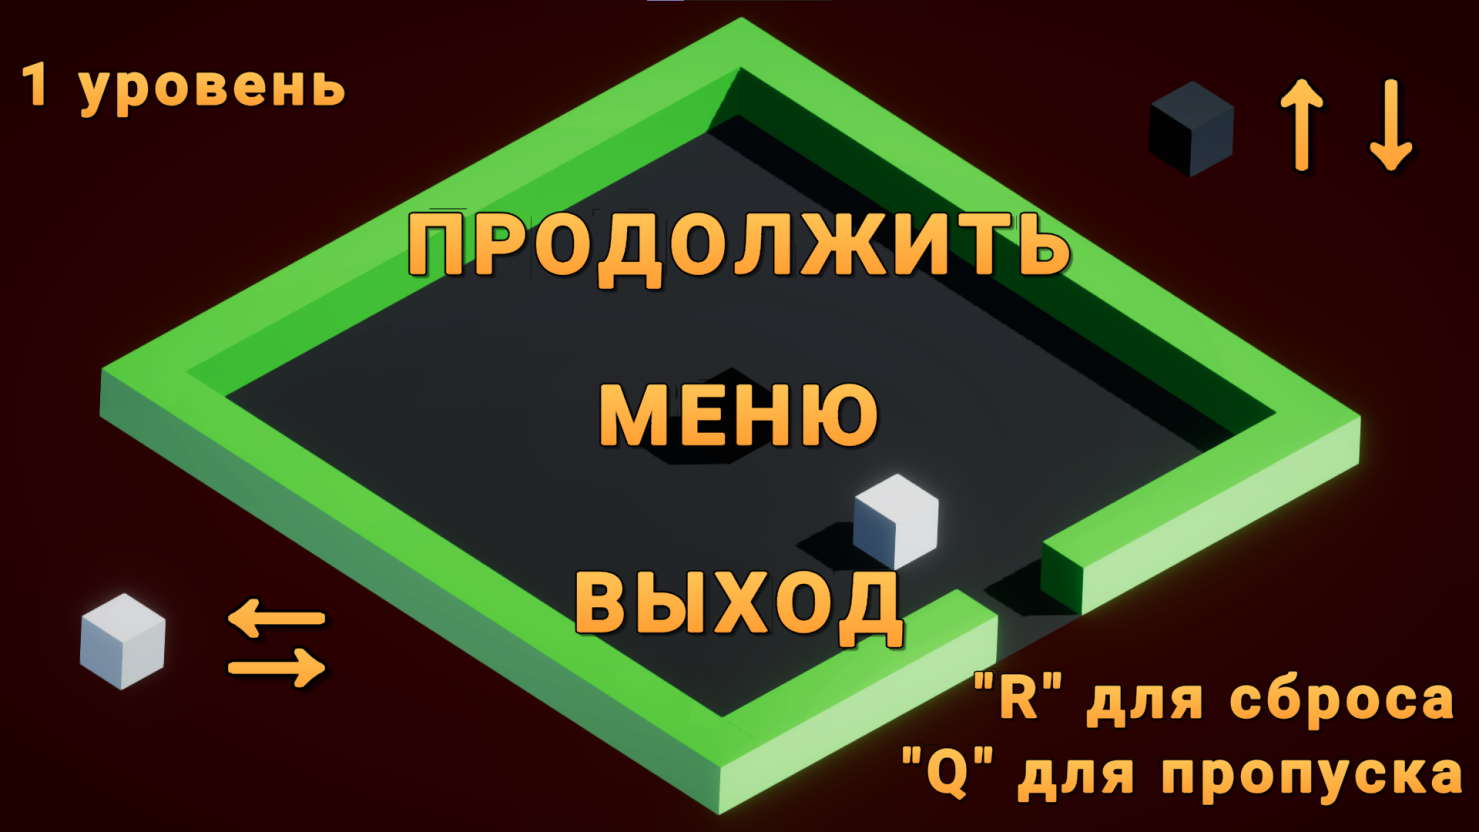 1 уровень
ПРОДОЛЖИТЬ
МЕНЮ
ВЫХОД
"R" для сброса
"Q" для пропуска